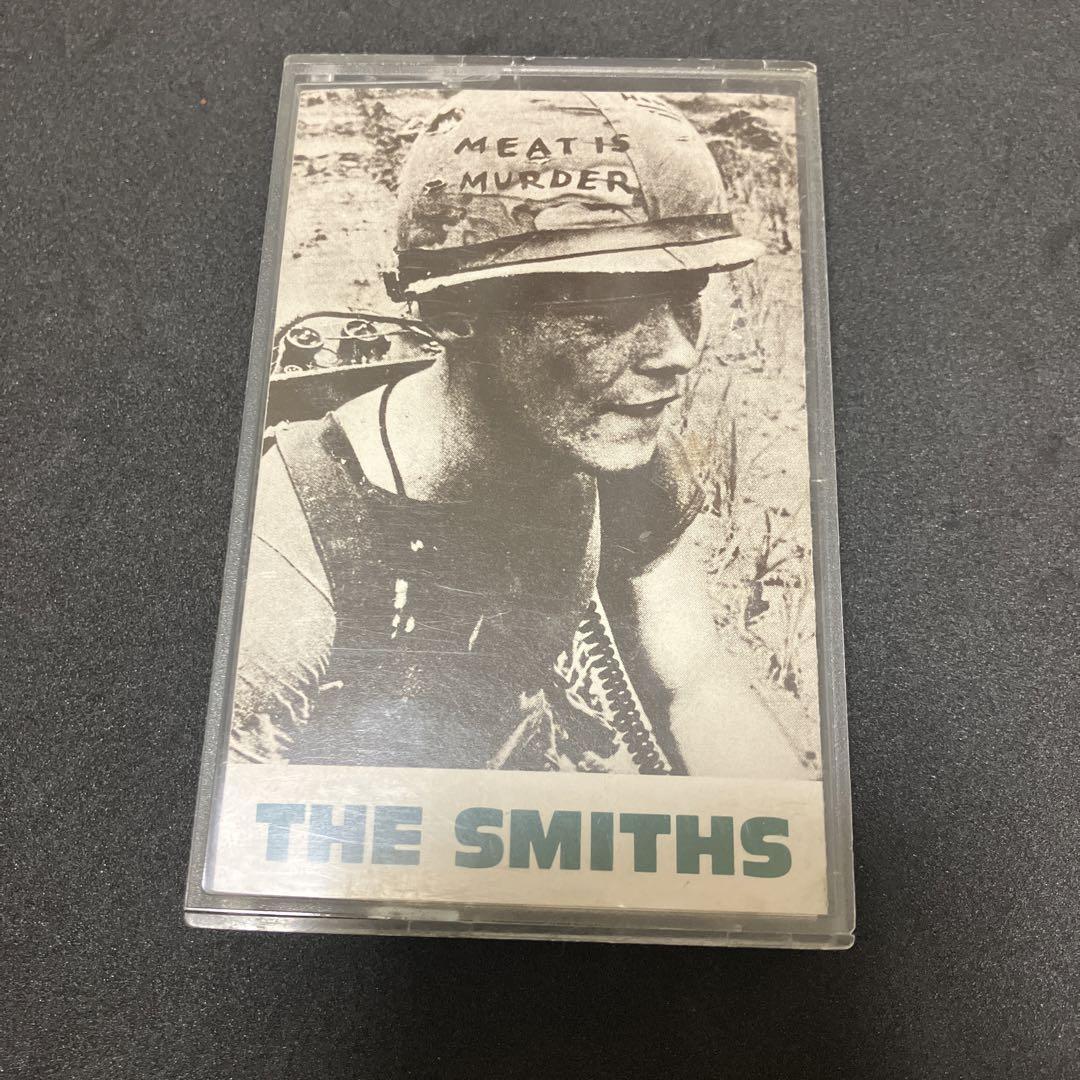 MEAT IS
MURDER
THE SMITHS